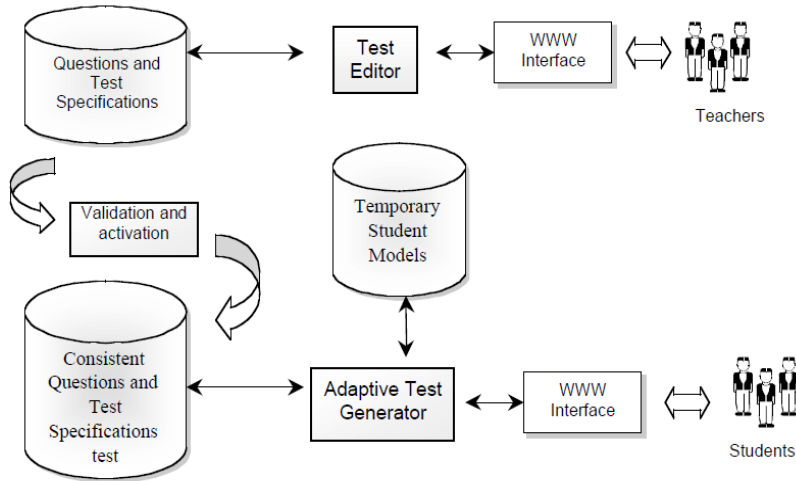 Questions and
Test
Specifications
Test
Editor
WWW
Interface
Teachers
Validation and
activation
Temporary
Student
Models
Consistent
Questions and
Test
Specifications
test
Adaptive Test
Generator
WWW
Interface
Students